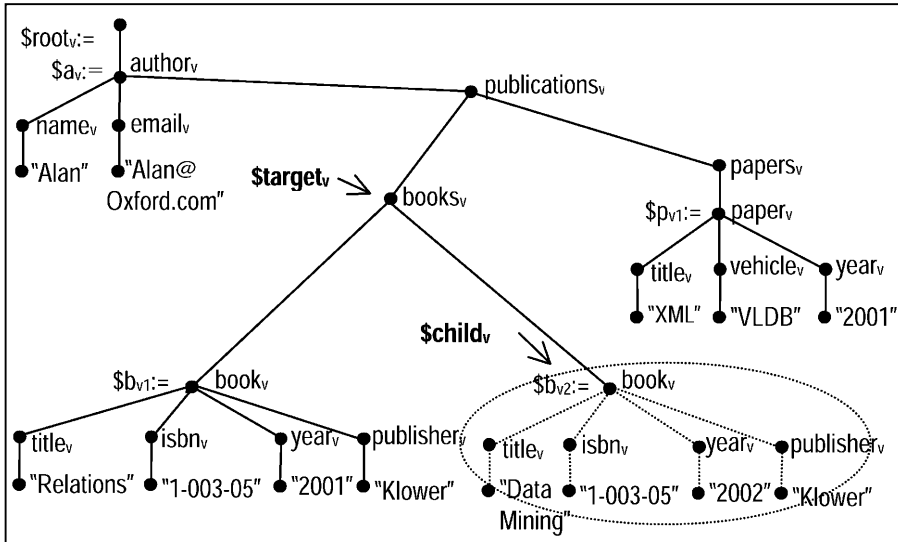 $rootᵥ:=
$aᵥ:= authorᵥ
publicationsᵥ
nameᵥ emailᵥ
"Alan" "Alan@
Oxford.com"
papersᵥ
$targetᵥ
booksᵥ
$pᵥ₁:= paperᵥ
titleᵥ vehicleᵥ yearᵥ
"XML" "VLDB" "2001"
$childᵥ
$bᵥ₁:= bookᵥ
$bᵥ₂:= bookᵥ
titleᵥ isbnᵥ yearᵥ publisherᵥ
"Relations" "1-003-05" "2001" "Klower"
titleᵥ isbnᵥ yearᵥ publisherᵥ
"Data
Mining" "1-003-05" "2002" "Klower"